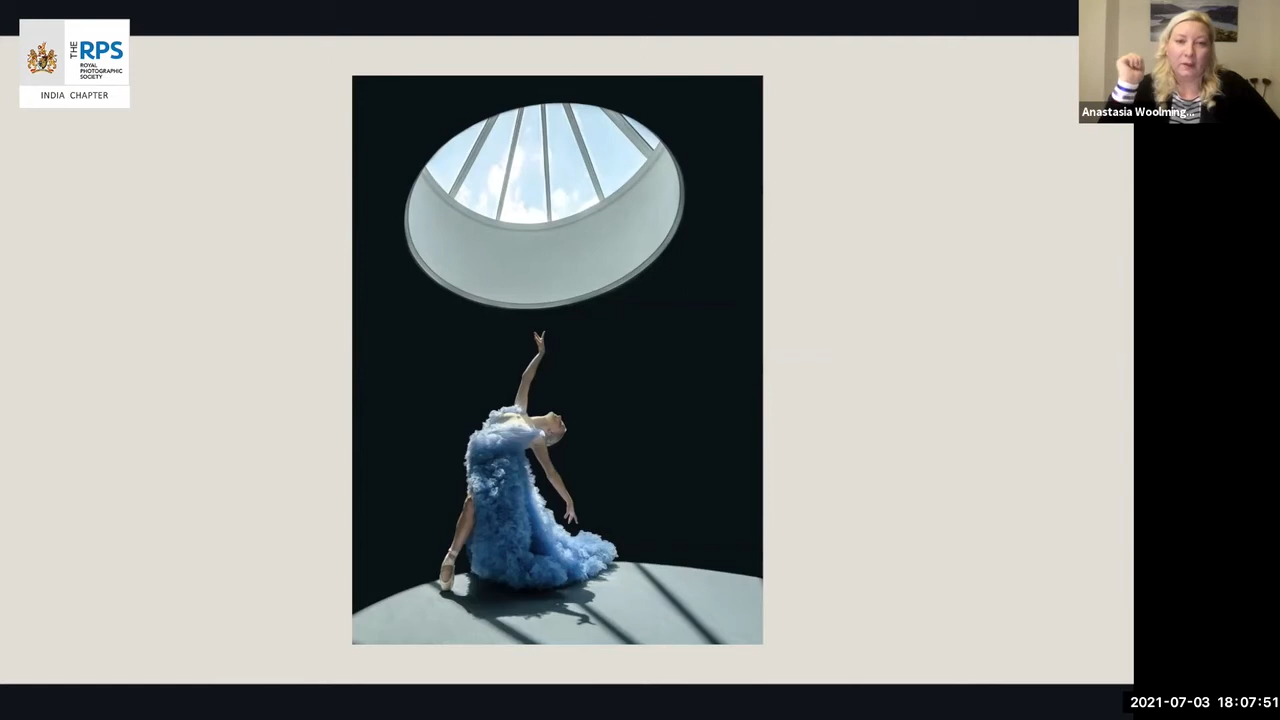 THE RPS
ROYAL
PHOTOGRAPHIC
SOCIETY
INDIA CHAPTER
Anastasia Woolming...
2021-07-03 18:07:51